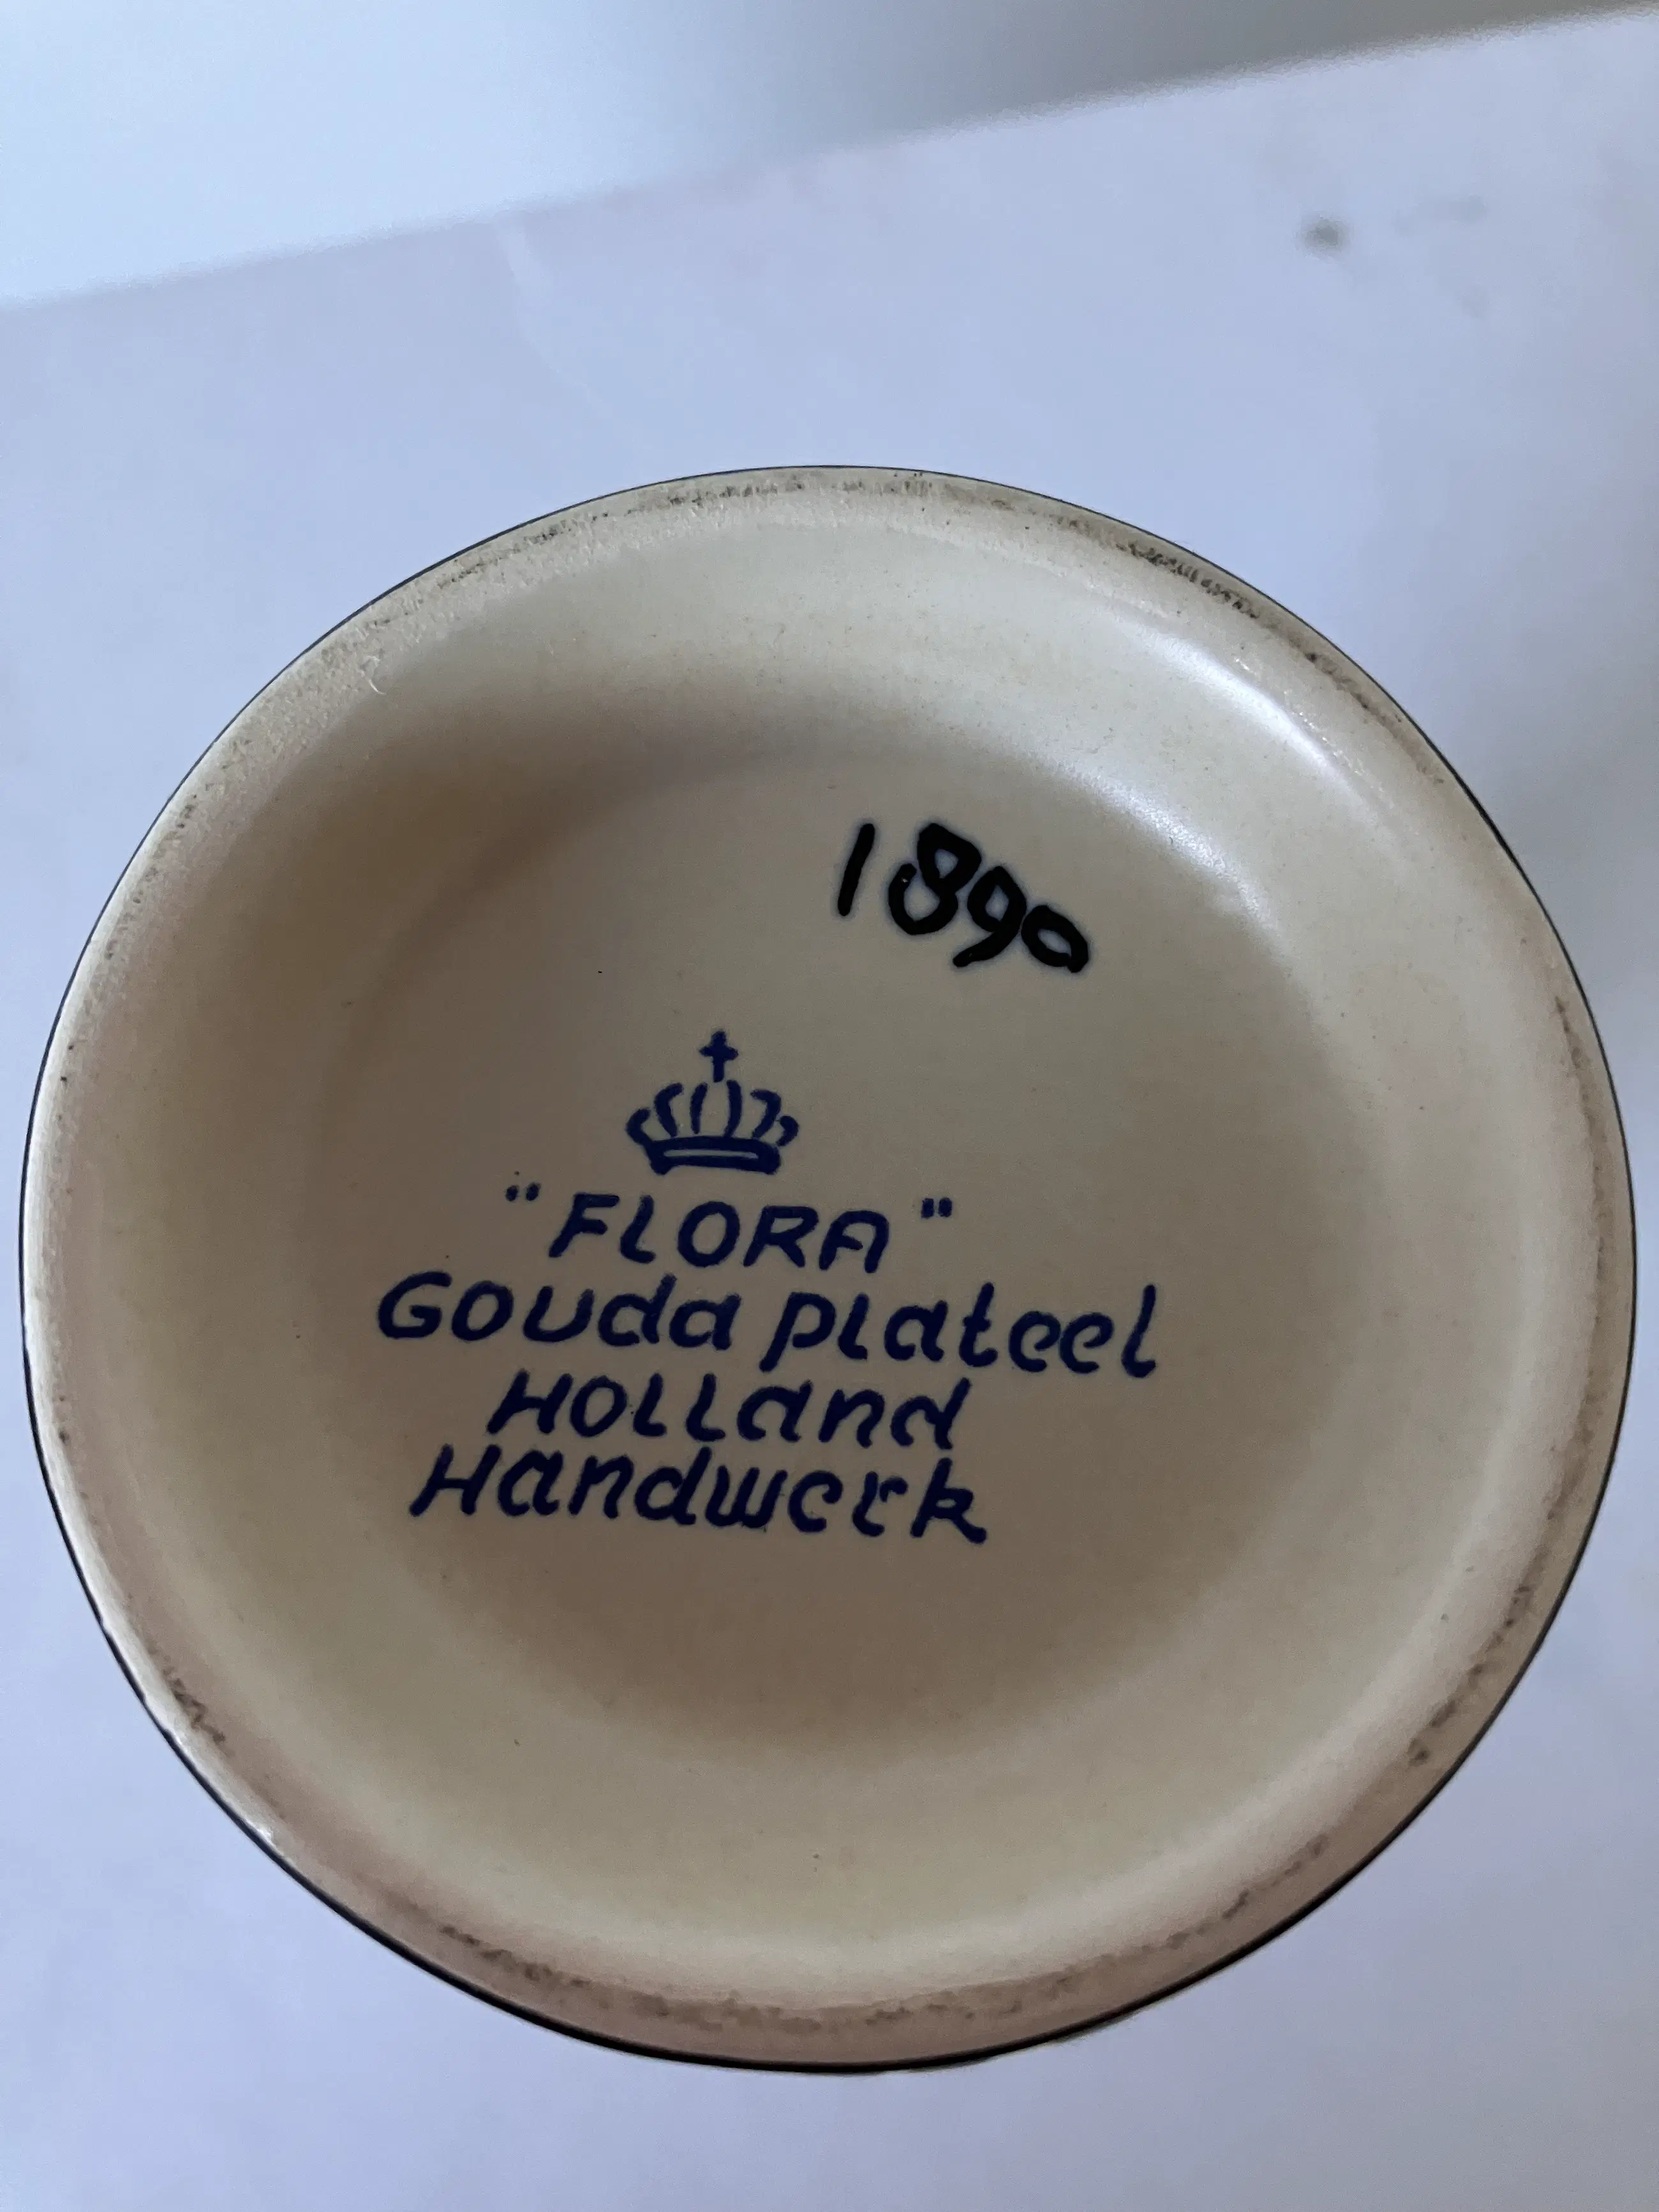 1890
"FLORA"
Gouda plateel
HOLLand
Handwerk